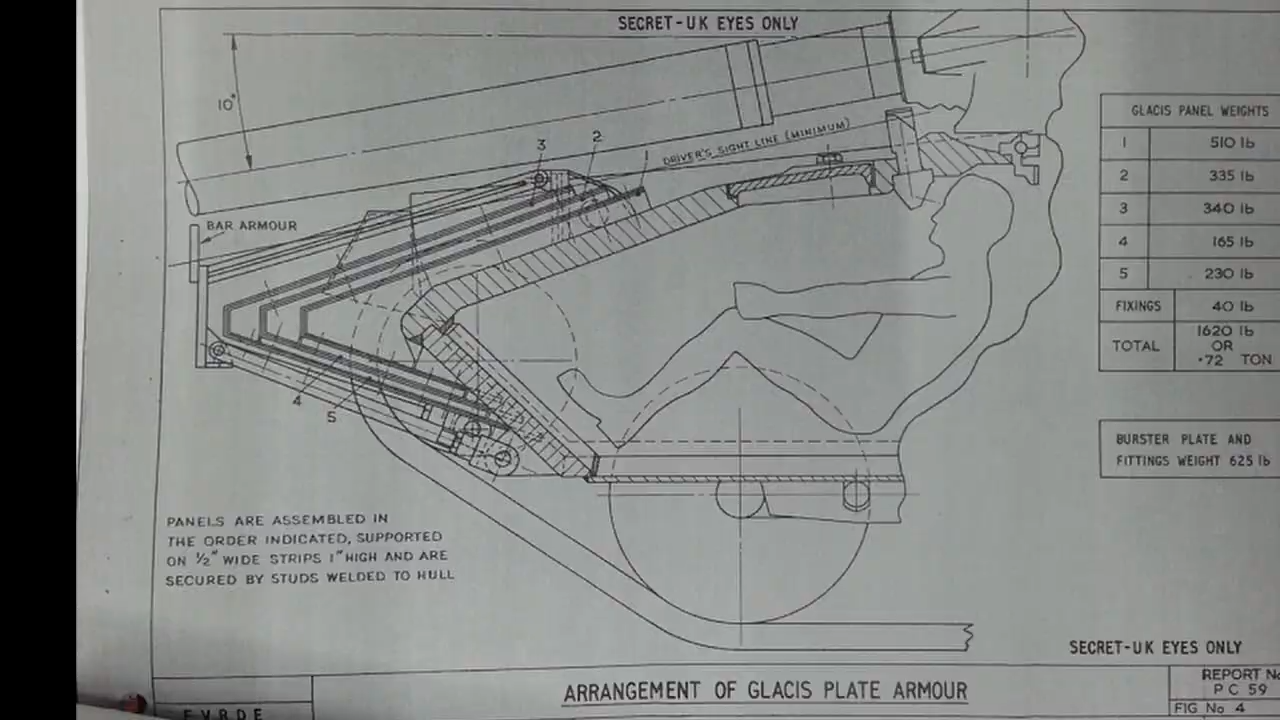 SECRET-UK EYES ONLY
10"
3
2
1
DRIVER'S SIGHT LINE (MINIMUM)
BAR ARMOUR
4
5
GLACIS PANEL WEIGHTS
1 510 lb
2 335 lb
3 340 lb
4 165 lb
5 230 lb
FIXINGS 40 lb
TOTAL 1620 lb
OR
·72 TON
BURSTER PLATE AND
FITTINGS WEIGHT 625 lb
PANELS ARE ASSEMBLED IN
THE ORDER INDICATED, SUPPORTED
ON ½" WIDE STRIPS 1" HIGH AND ARE
SECURED BY STUDS WELDED TO HULL
SECRET-UK EYES ONLY
ARRANGEMENT OF GLACIS PLATE ARMOUR
REPORT No
P C 59
FIG No 4
F.V.R.D.E